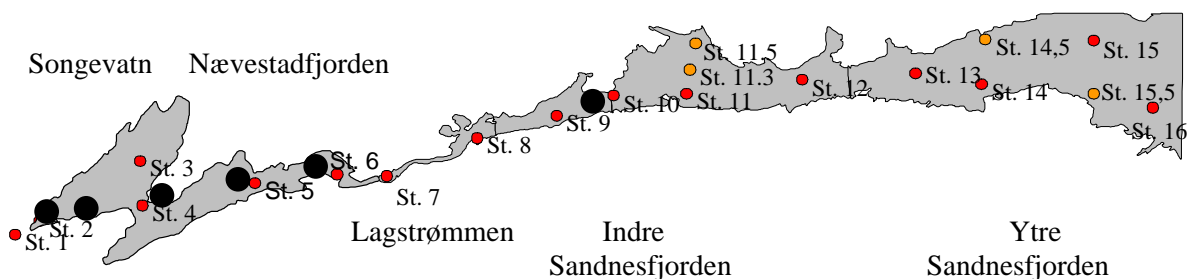 Songevatn
Nævestadfjorden
St. 11.5
St. 14,5
St. 15
St. 11.3
St. 13
St. 12
St. 14
St. 15,5
St. 10
St. 11
St. 9
St. 16
St. 8
St. 3
St. 6
St. 5
St. 7
St. 4
St. 2
St. 1
Lagstrømmen
Indre
Sandnesfjorden
Ytre
Sandnesfjorden